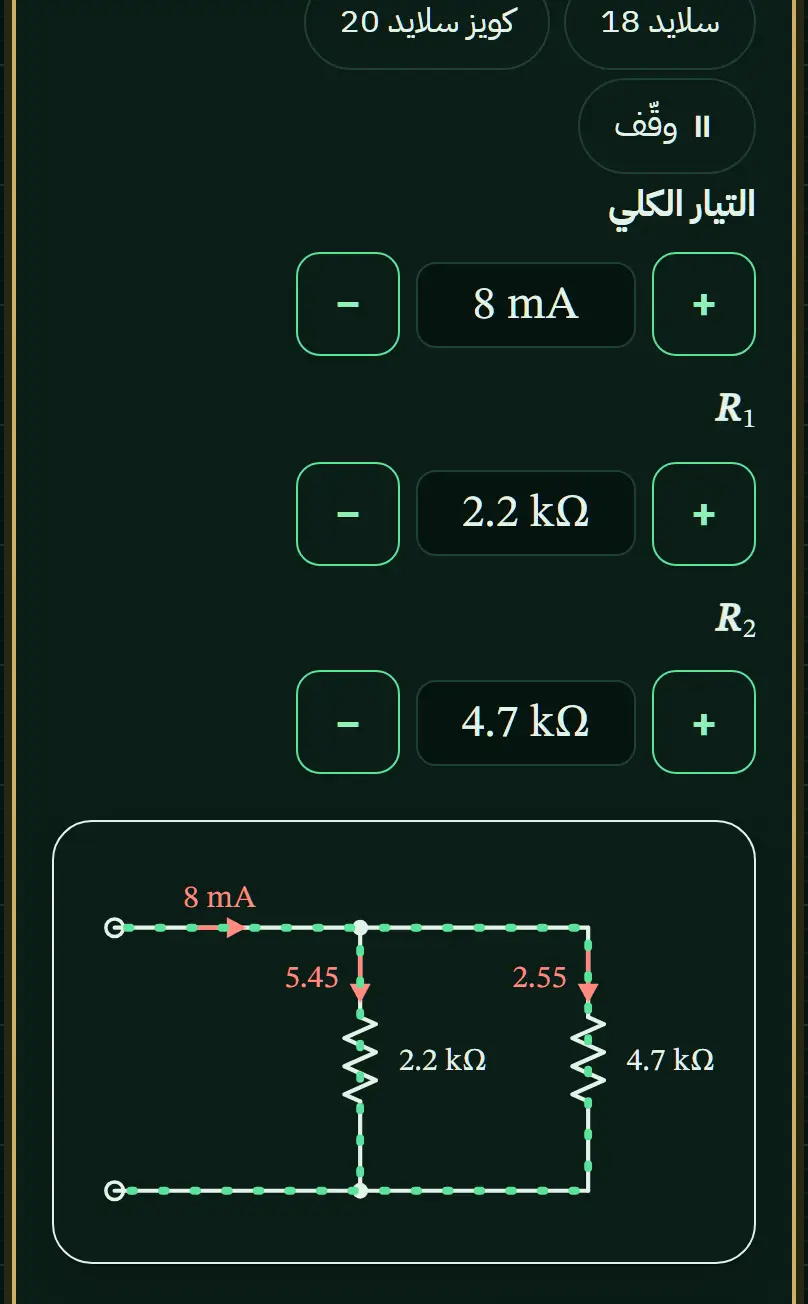 سلايد 18
كويز سلايد 20
⏸ وقّف
التيار الكلي
+ 8 mA −
R₁
+ 2.2 kΩ −
R₂
+ 4.7 kΩ −
8 mA
5.45
2.55
2.2 kΩ
4.7 kΩ